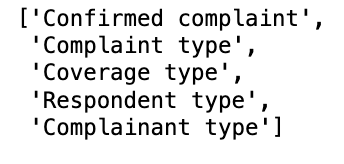 ['Confirmed complaint',
'Complaint type',
'Coverage type',
'Respondent type',
'Complainant type']